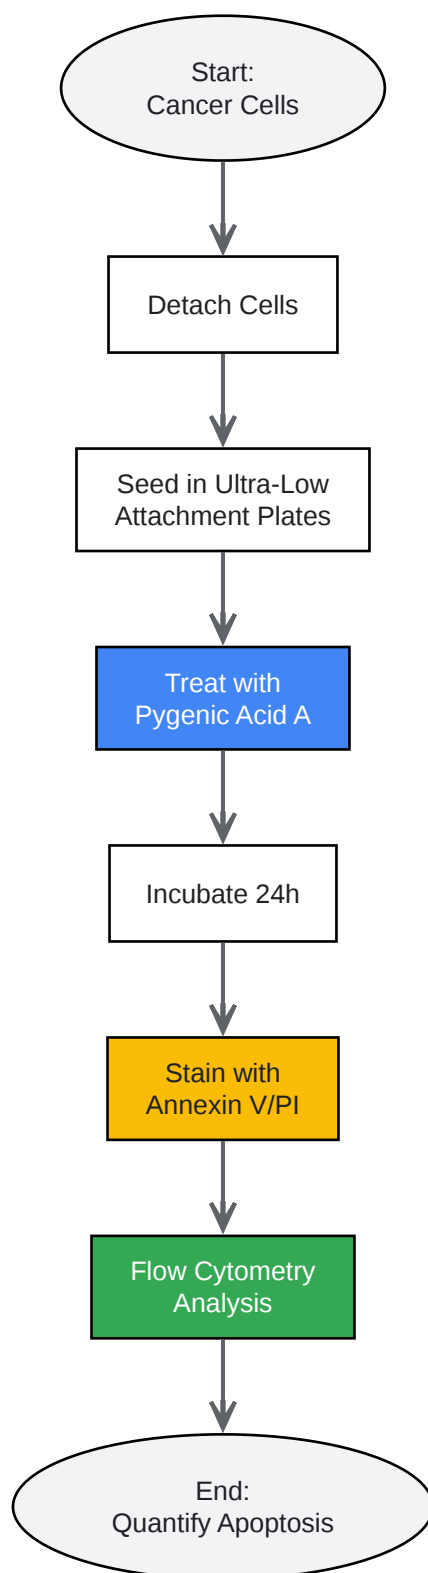 Start:
Cancer Cells
Detach Cells
Seed in Ultra-Low
Attachment Plates
Treat with
Pygenic Acid A
Incubate 24h
Stain with
Annexin V/PI
Flow Cytometry
Analysis
End:
Quantify Apoptosis